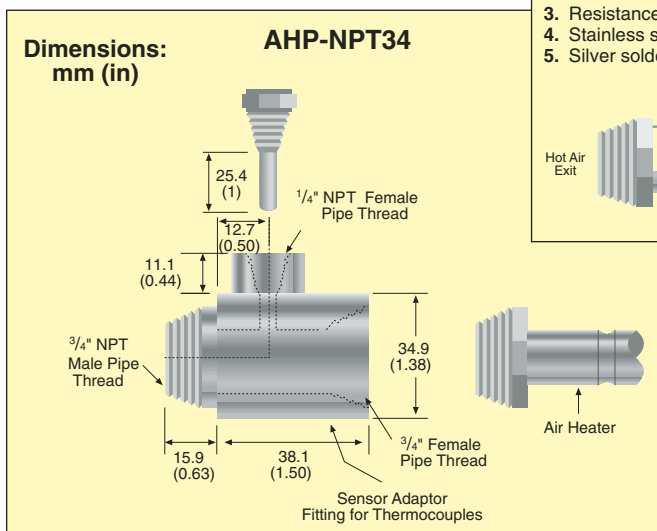 3. Resistance
4. Stainless
5. Silver
Hot Air
Exit
AHP-NPT34
Dimensions:
mm (in)
25.4
(1)
1/4" NPT Female
Pipe Thread
12.7
(0.50)
11.1
(0.44)
3/4" NPT
Male Pipe
Thread
34.9
(1.38)
Air Heater
3/4" Female
Pipe Thread
15.9
(0.63)
38.1
(1.50)
Sensor Adaptor
Fitting for Thermocouples